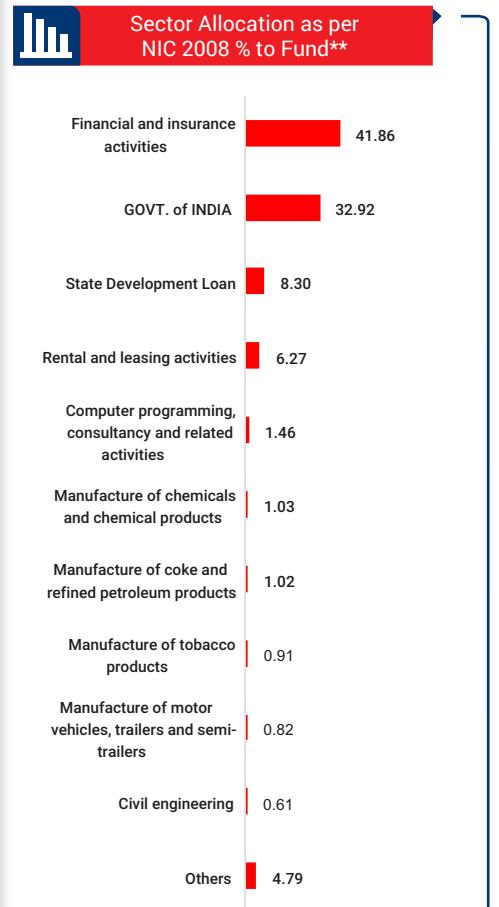 Sector Allocation as per
NIC 2008 % to Fund**
Financial and insurance
activities
41.86
GOVT. of INDIA
32.92
State Development Loan
8.30
Rental and leasing activities
6.27
Computer programming,
consultancy and related
activities
1.46
Manufacture of chemicals
and chemical products
1.03
Manufacture of coke and
refined petroleum products
1.02
Manufacture of tobacco
products
0.91
Manufacture of motor
vehicles, trailers and semi-
trailers
0.82
Civil engineering
0.61
Others
4.79